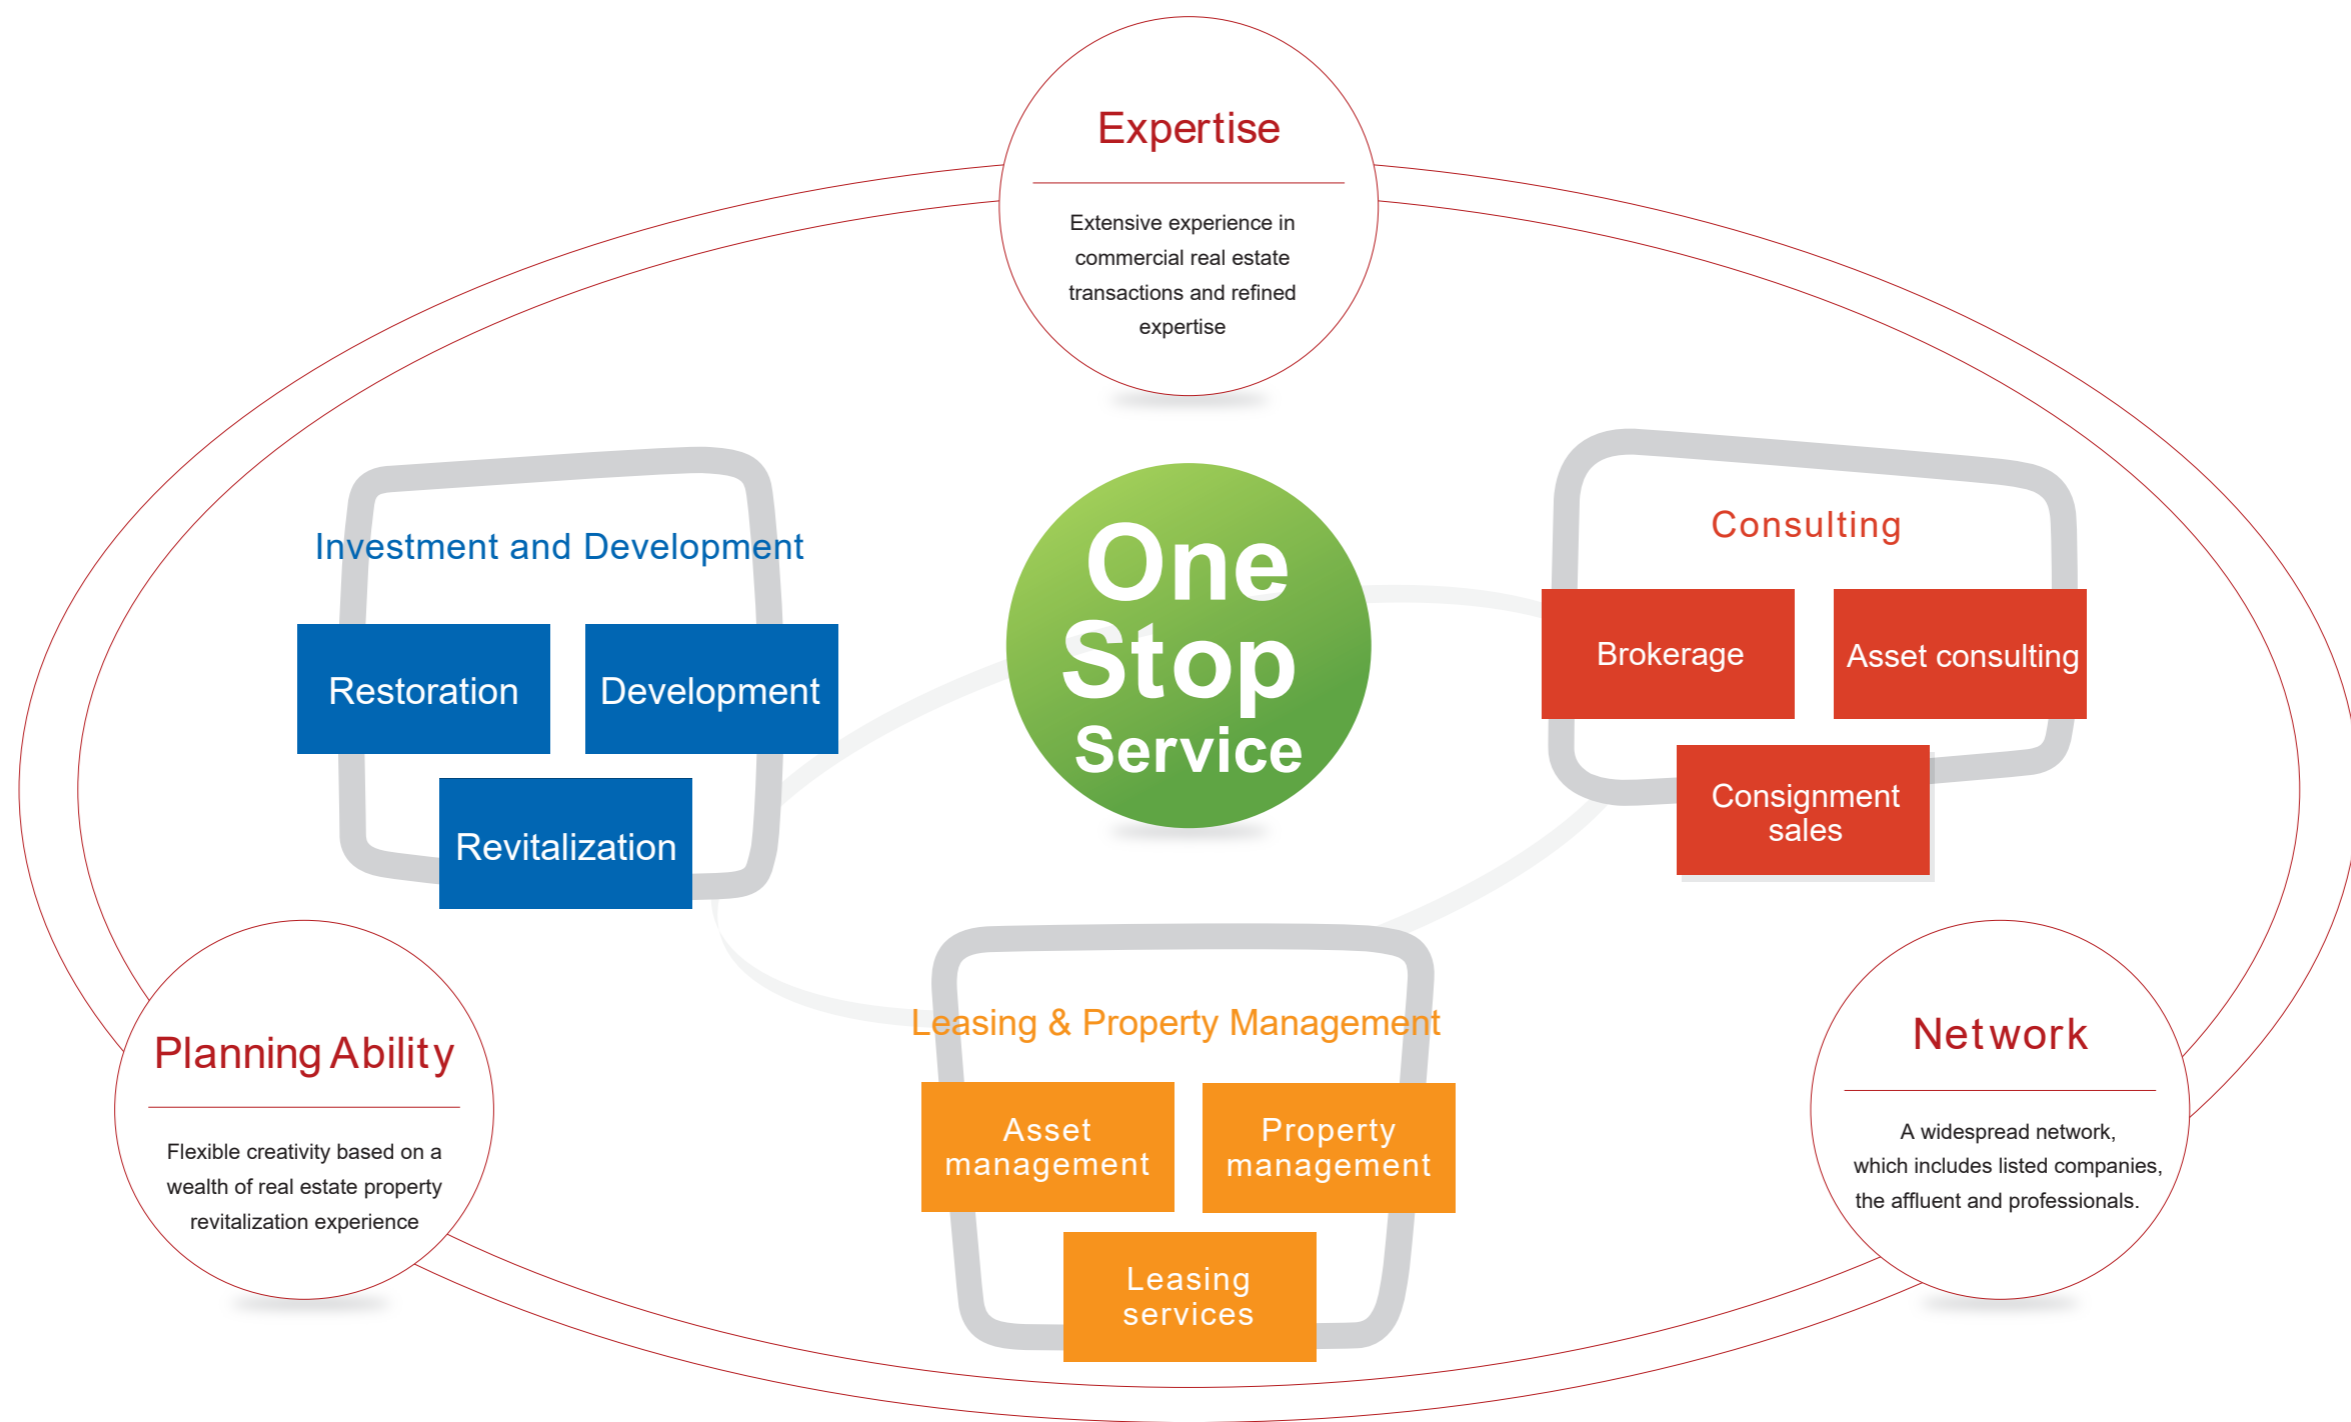 Expertise
Extensive experience in
commercial real estate
transactions and refined
expertise
Investment and Development
Restoration
Development
Revitalization
One
Stop
Service
Consulting
Brokerage
Asset consulting
Consignment
sales
Leasing & Property Management
Asset
management
Property
management
Leasing
services
Planning Ability
Flexible creativity based on a
wealth of real estate property
revitalization experience
Network
A widespread network,
which includes listed companies,
the affluent and professionals.